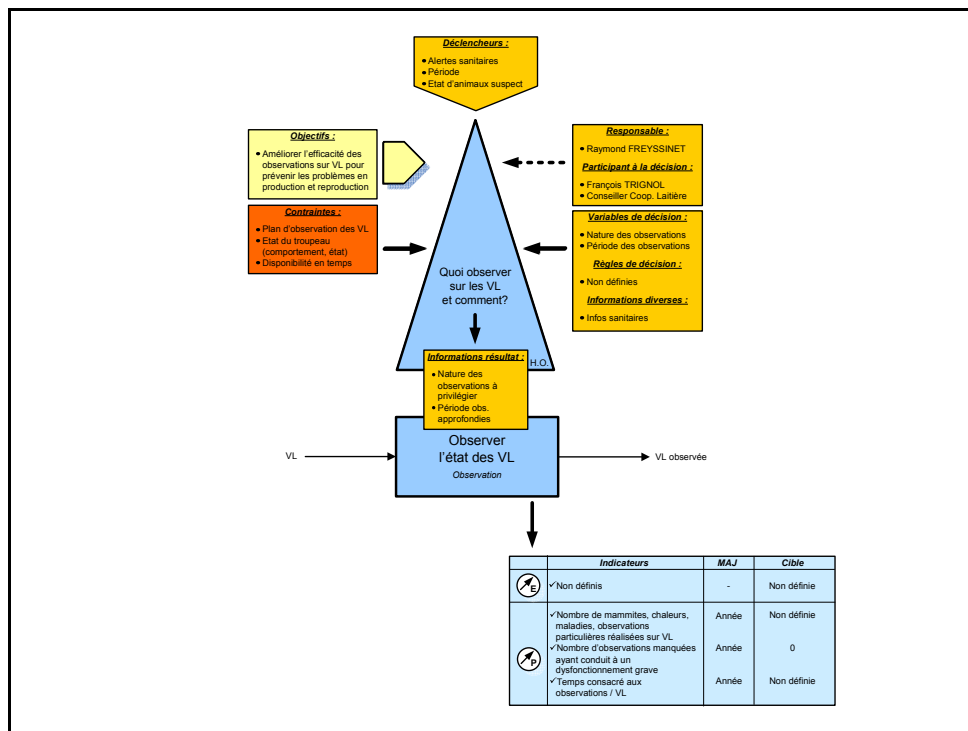 Déclencheurs :
• Alertes sanitaires
• Période
• Etat d'animaux suspect
Objectifs :
• Améliorer l'efficacité des
observations sur VL pour
prévenir les problèmes en
production et reproduction
Contraintes :
• Plan d'observation des VL
• Etat du troupeau
(comportement, état)
• Disponibilité en temps
Responsable :
• Raymond FREYSSINET
Participant à la décision :
• François TRIGNOL
• Conseiller Coop. Laitière
Variables de décision :
• Nature des observations
• Période des observations
Règles de décision :
• Non définies
Informations diverses :
• Infos sanitaires
Quoi observer
sur les VL
et comment?
H.O.
Informations résultat :
• Nature des
observations à
privilégier
• Période obs.
approfondies
VL
Observer
l'état des VL
Observation
VL observée
Indicateurs MAJ Cible
E ✓Non définis - Non définie
P
✓Nombre de mammites, chaleurs, Année Non définie
maladies, observations
particulières réalisées sur VL
✓Nombre d'observations manquées Année 0
ayant conduit à un
dysfonctionnement grave
✓Temps consacré aux Année Non définie
observations / VL